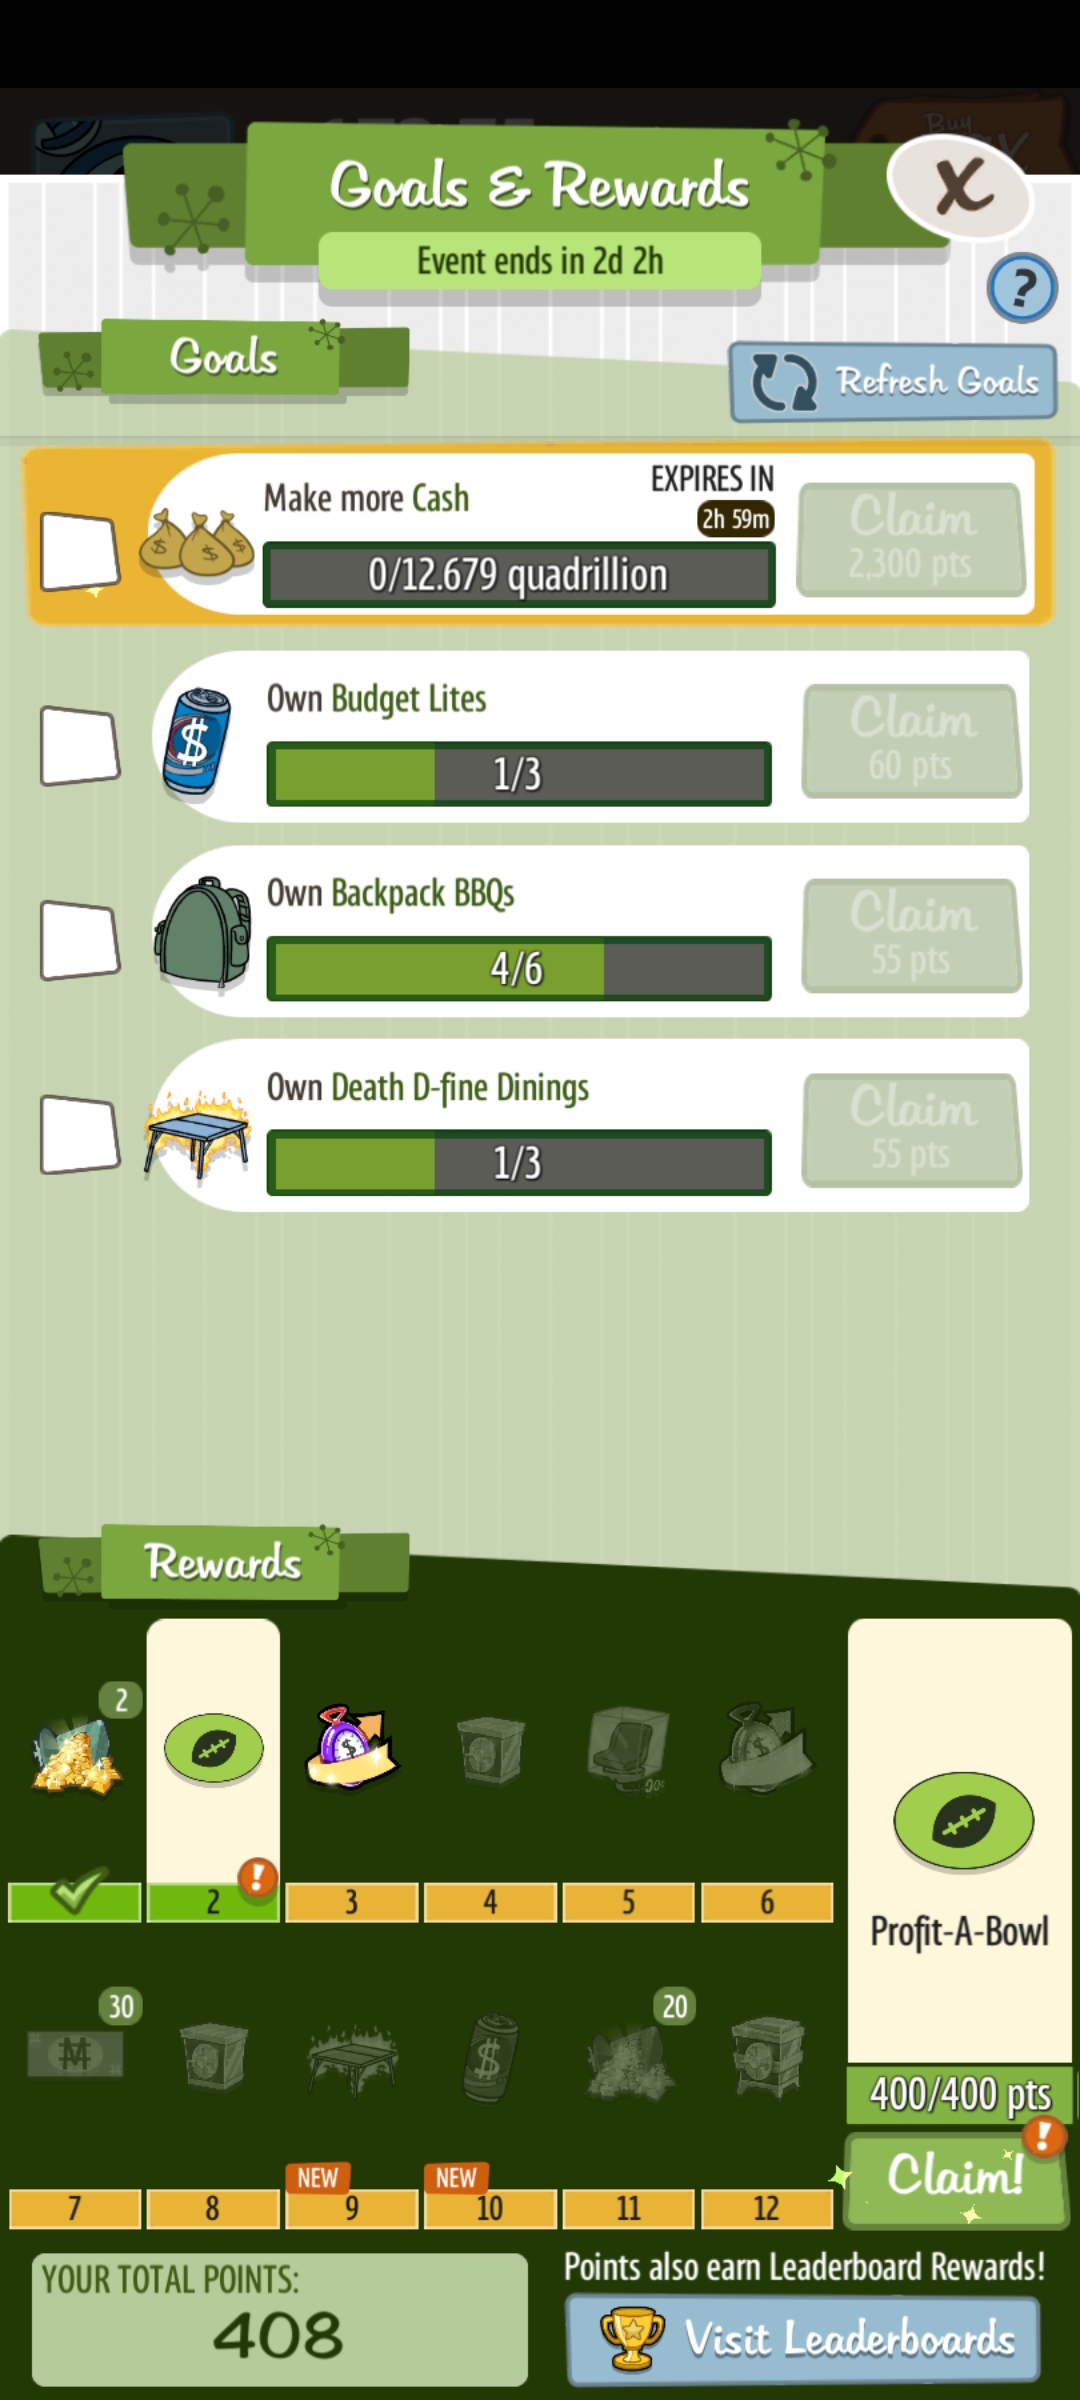 Buy
Goals & Rewards
X
Event ends in 2d 2h
?
Goals
Refresh Goals
Make more Cash
EXPIRES IN
2h 59m
0/12.679 quadrillion
Claim
2,300 pts
Own Budget Lites
1/3
Claim
60 pts
Own Backpack BBQs
4/6
Claim
55 pts
Own Death D-fine Dinings
1/3
Claim
55 pts
Rewards
2
2
!
3
4
5
6
Profit-A-Bowl
30
20
400/400 pts
!
Claim!
7
8
NEW
9
NEW
10
11
12
YOUR TOTAL POINTS:
408
Points also earn Leaderboard Rewards!
Visit Leaderboards